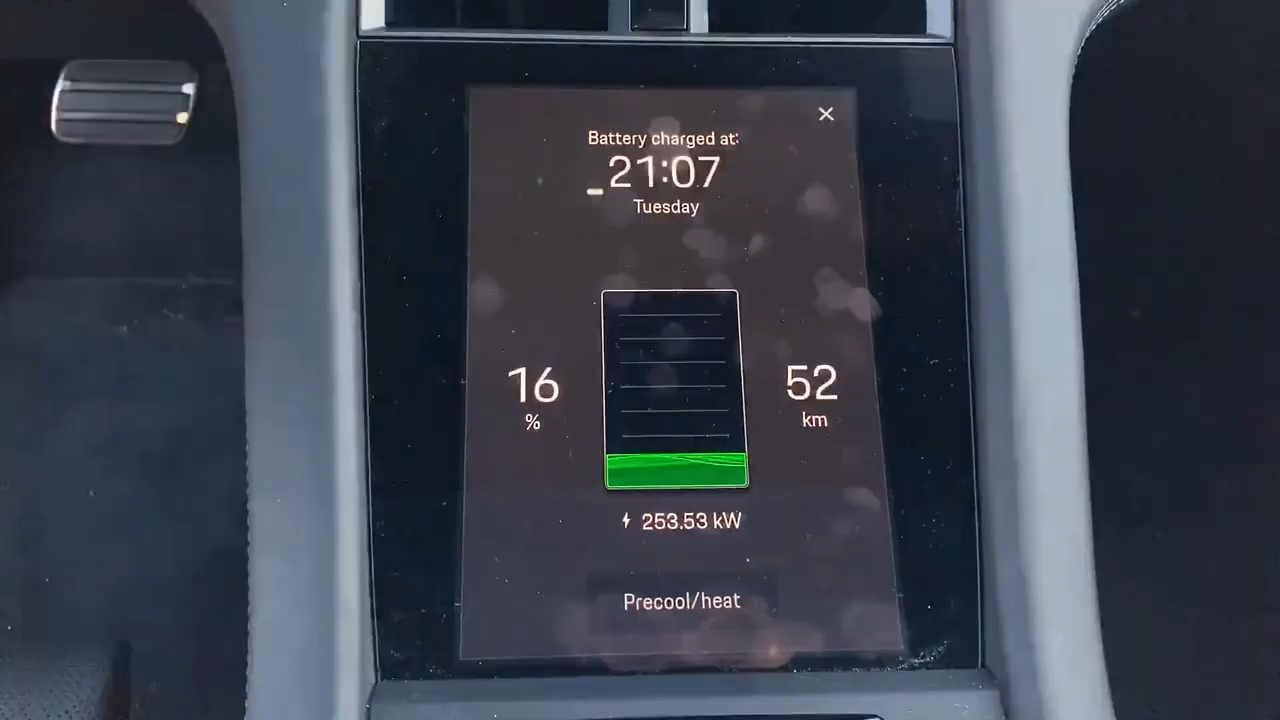 Battery charged at:
21:07
Tuesday
16
%
52
km
253.53 kW
Precool/heat